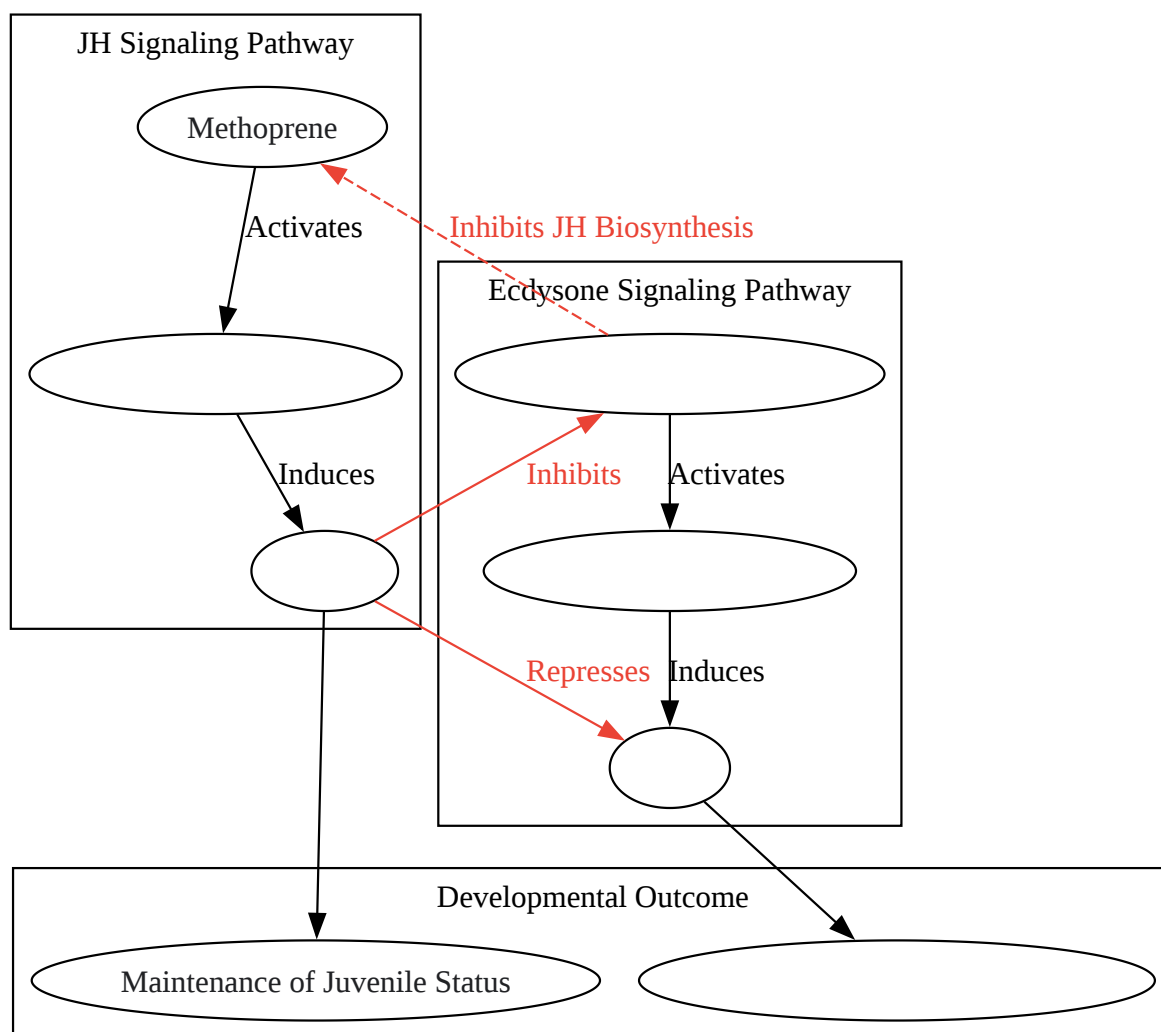 JH Signaling Pathway
Methoprene
Activates
Inhibits JH Biosynthesis
Ecdysone Signaling Pathway
Induces
Inhibits
Activates
Represses
Induces
Developmental Outcome
Maintenance of Juvenile Status